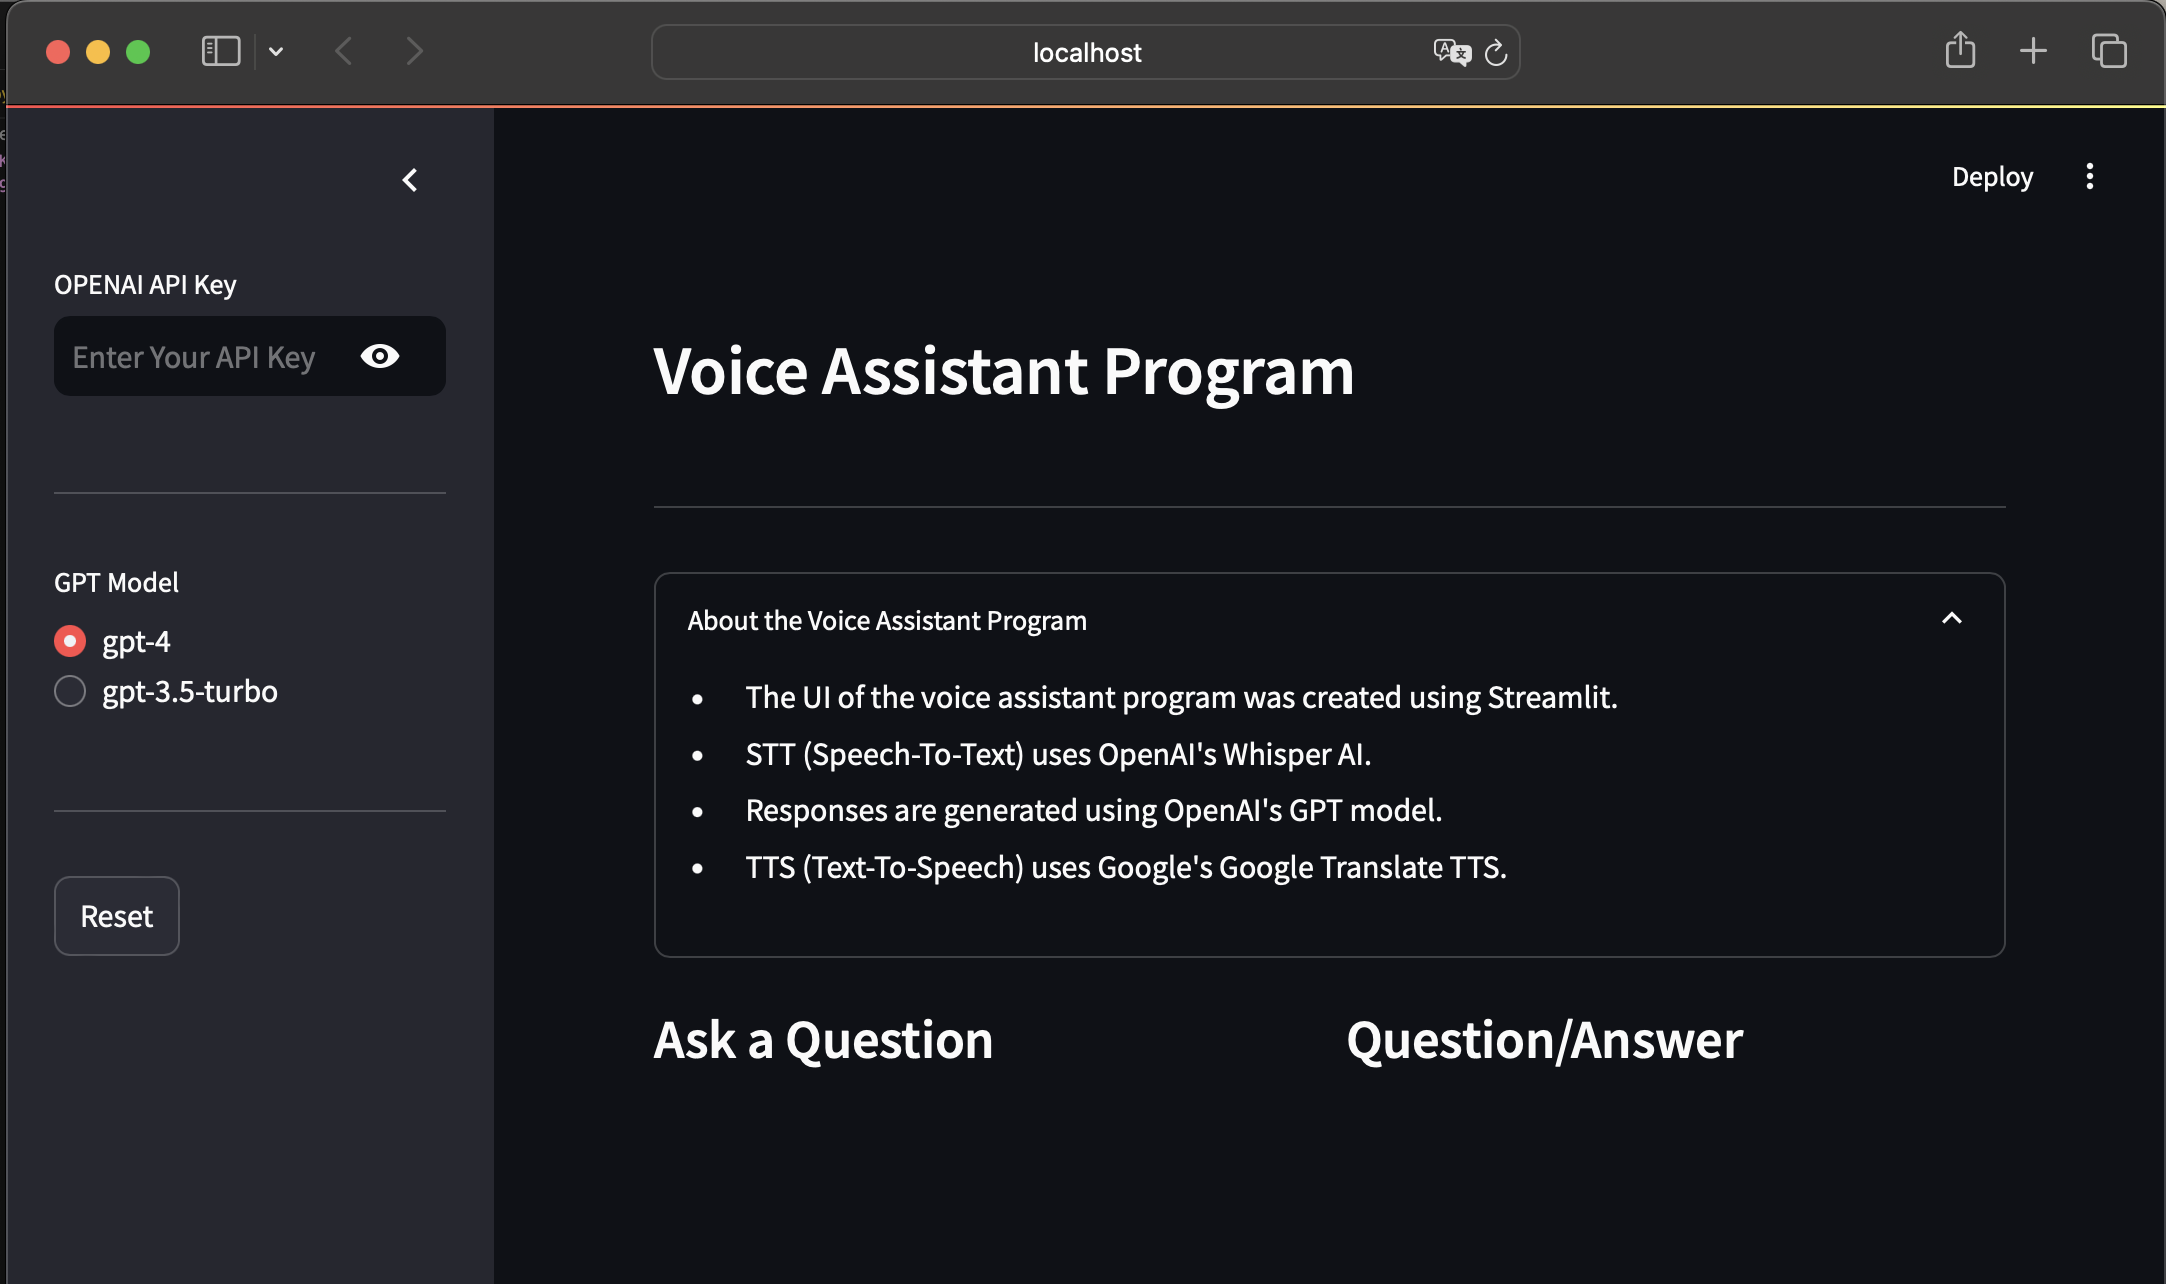 localhost
Deploy
OPENAI API Key
Enter Your API Key
GPT Model
gpt-4
gpt-3.5-turbo
Reset
Voice Assistant Program
About the Voice Assistant Program
• The UI of the voice assistant program was created using Streamlit.
• STT (Speech-To-Text) uses OpenAI's Whisper AI.
• Responses are generated using OpenAI's GPT model.
• TTS (Text-To-Speech) uses Google's Google Translate TTS.
Ask a Question
Question/Answer